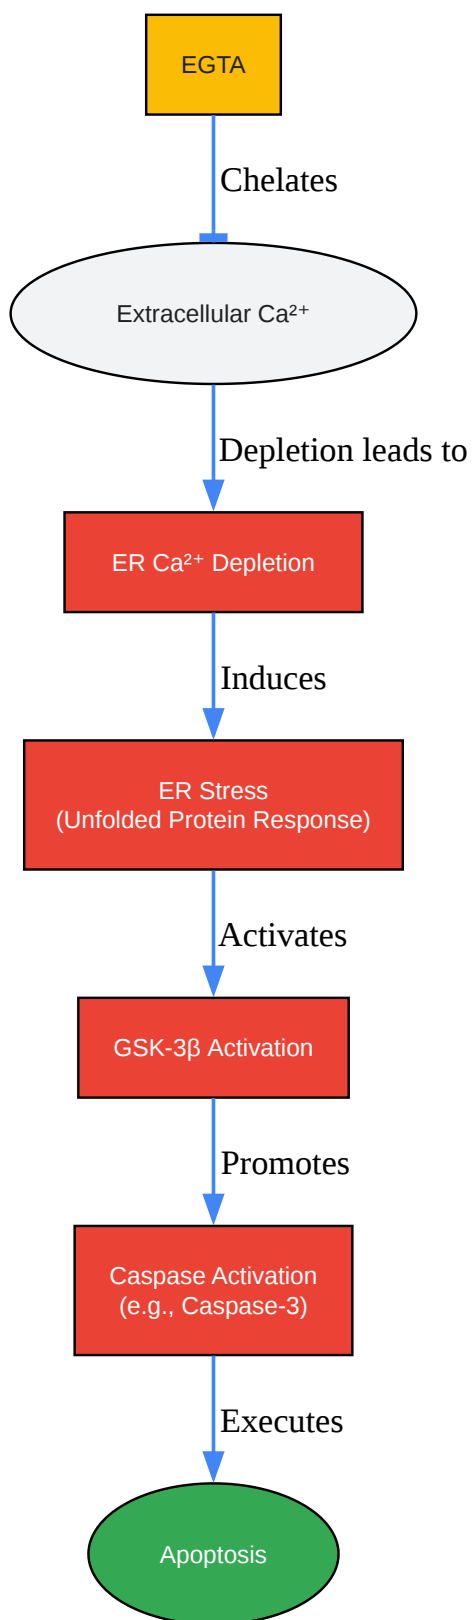 EGTA
Chelates
Extracellular Ca²⁺
Depletion leads to
ER Ca²⁺ Depletion
Induces
ER Stress
(Unfolded Protein Response)
Activates
GSK-3β Activation
Promotes
Caspase Activation
(e.g., Caspase-3)
Executes
Apoptosis